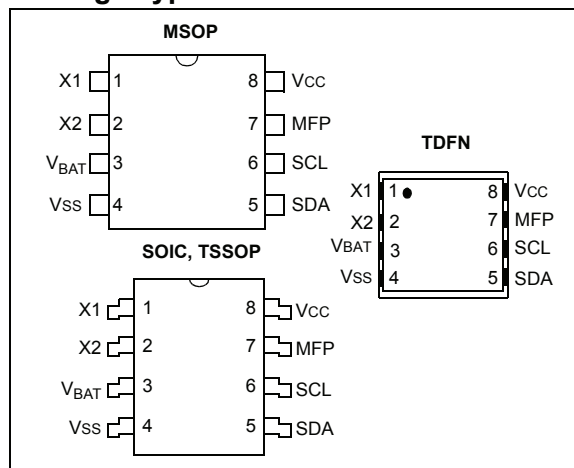 MSOP
X1 1 8 VCC
X2 2 7 MFP
VBAT 3 6 SCL
VSS 4 5 SDA
TDFN
X1 1 8 VCC
X2 2 7 MFP
VBAT 3 6 SCL
VSS 4 5 SDA
SOIC, TSSOP
X1 1 8 VCC
X2 2 7 MFP
VBAT 3 6 SCL
VSS 4 5 SDA